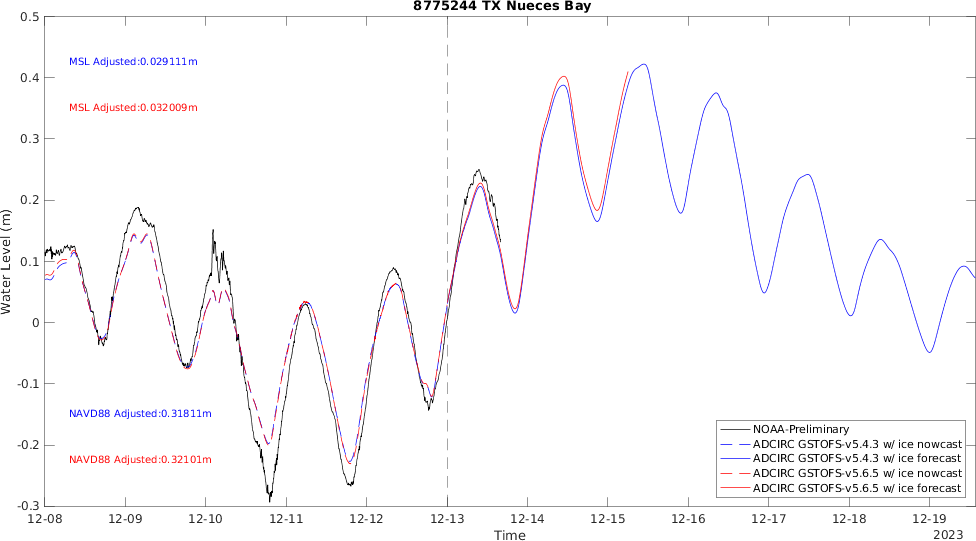 8775244 TX Nueces Bay
0.5
0.4
0.3
0.2
0.1
0
-0.1
-0.2
-0.3
Water Level (m)
MSL Adjusted:0.029111m
MSL Adjusted:0.032009m
NAVD88 Adjusted:0.31811m
NAVD88 Adjusted:0.32101m
NOAA-Preliminary
ADCIRC GSTOFS-v5.4.3 w/ ice nowcast
ADCIRC GSTOFS-v5.4.3 w/ ice forecast
ADCIRC GSTOFS-v5.6.5 w/ ice nowcast
ADCIRC GSTOFS-v5.6.5 w/ ice forecast
12-08 12-09 12-10 12-11 12-12 12-13 12-14 12-15 12-16 12-17 12-18 12-19
Time
2023